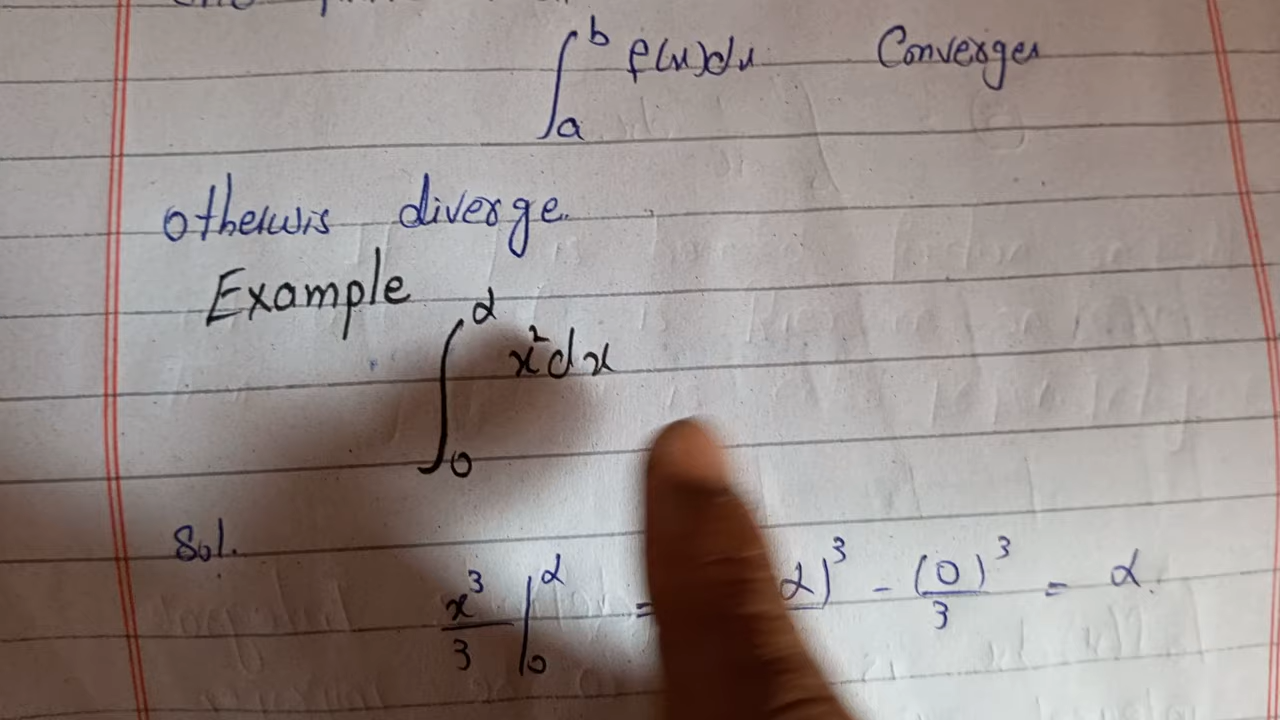 ∫_a^b f(x)dx Converges
otherwis diverge.
Example
∫_0^α x²dx
Sol.
x³/3 |_0^α = α)³ - (0)³/3 = α.